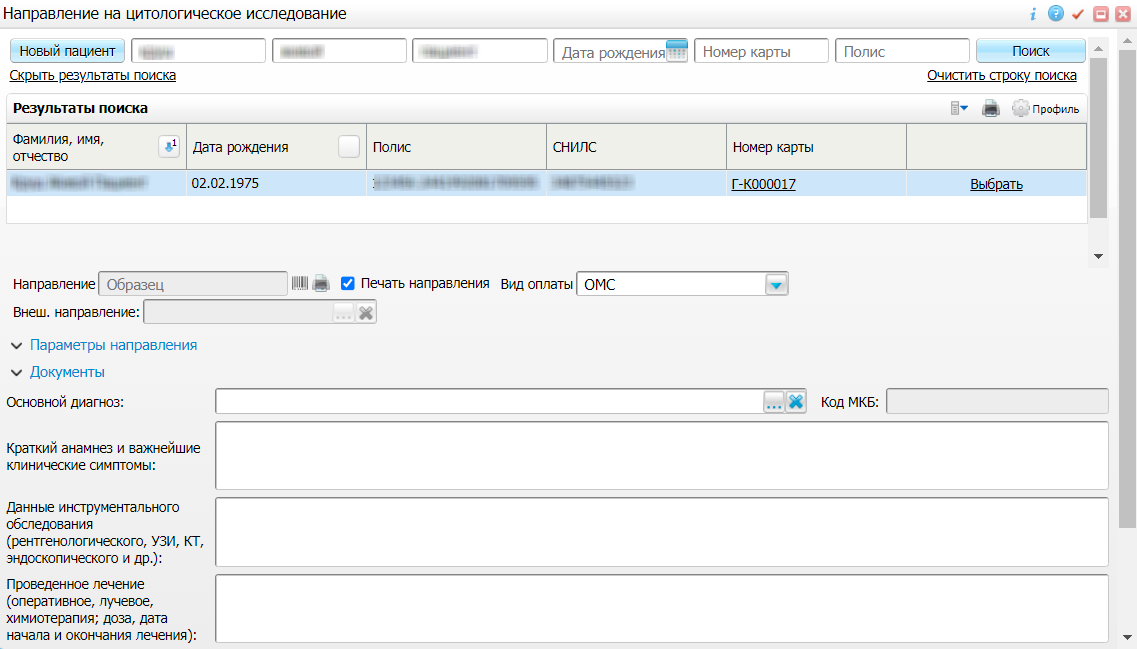 Направление на цитологическое исследование
Новый пациент Дата рождения Номер карты Полис Поиск
Скрыть результаты поиска Очистить строку поиска
Результаты поиска Профиль
Фамилия, имя,
отчество
1
Дата рождения Полис СНИЛС Номер карты
02.02.1975 Г-К000017 Выбрать
Направление Образец Печать направления Вид оплаты ОМС
Внеш. направление: ...
Параметры направления
Документы
Основной диагноз: ... Код МКБ:
Краткий анамнез и важнейшие
клинические симптомы:
Данные инструментального
обследования
(рентгенологического, УЗИ, КТ,
эндоскопического и др.):
Проведенное лечение
(оперативное, лучевое,
химиотерапия; доза, дата
начала и окончания лечения):